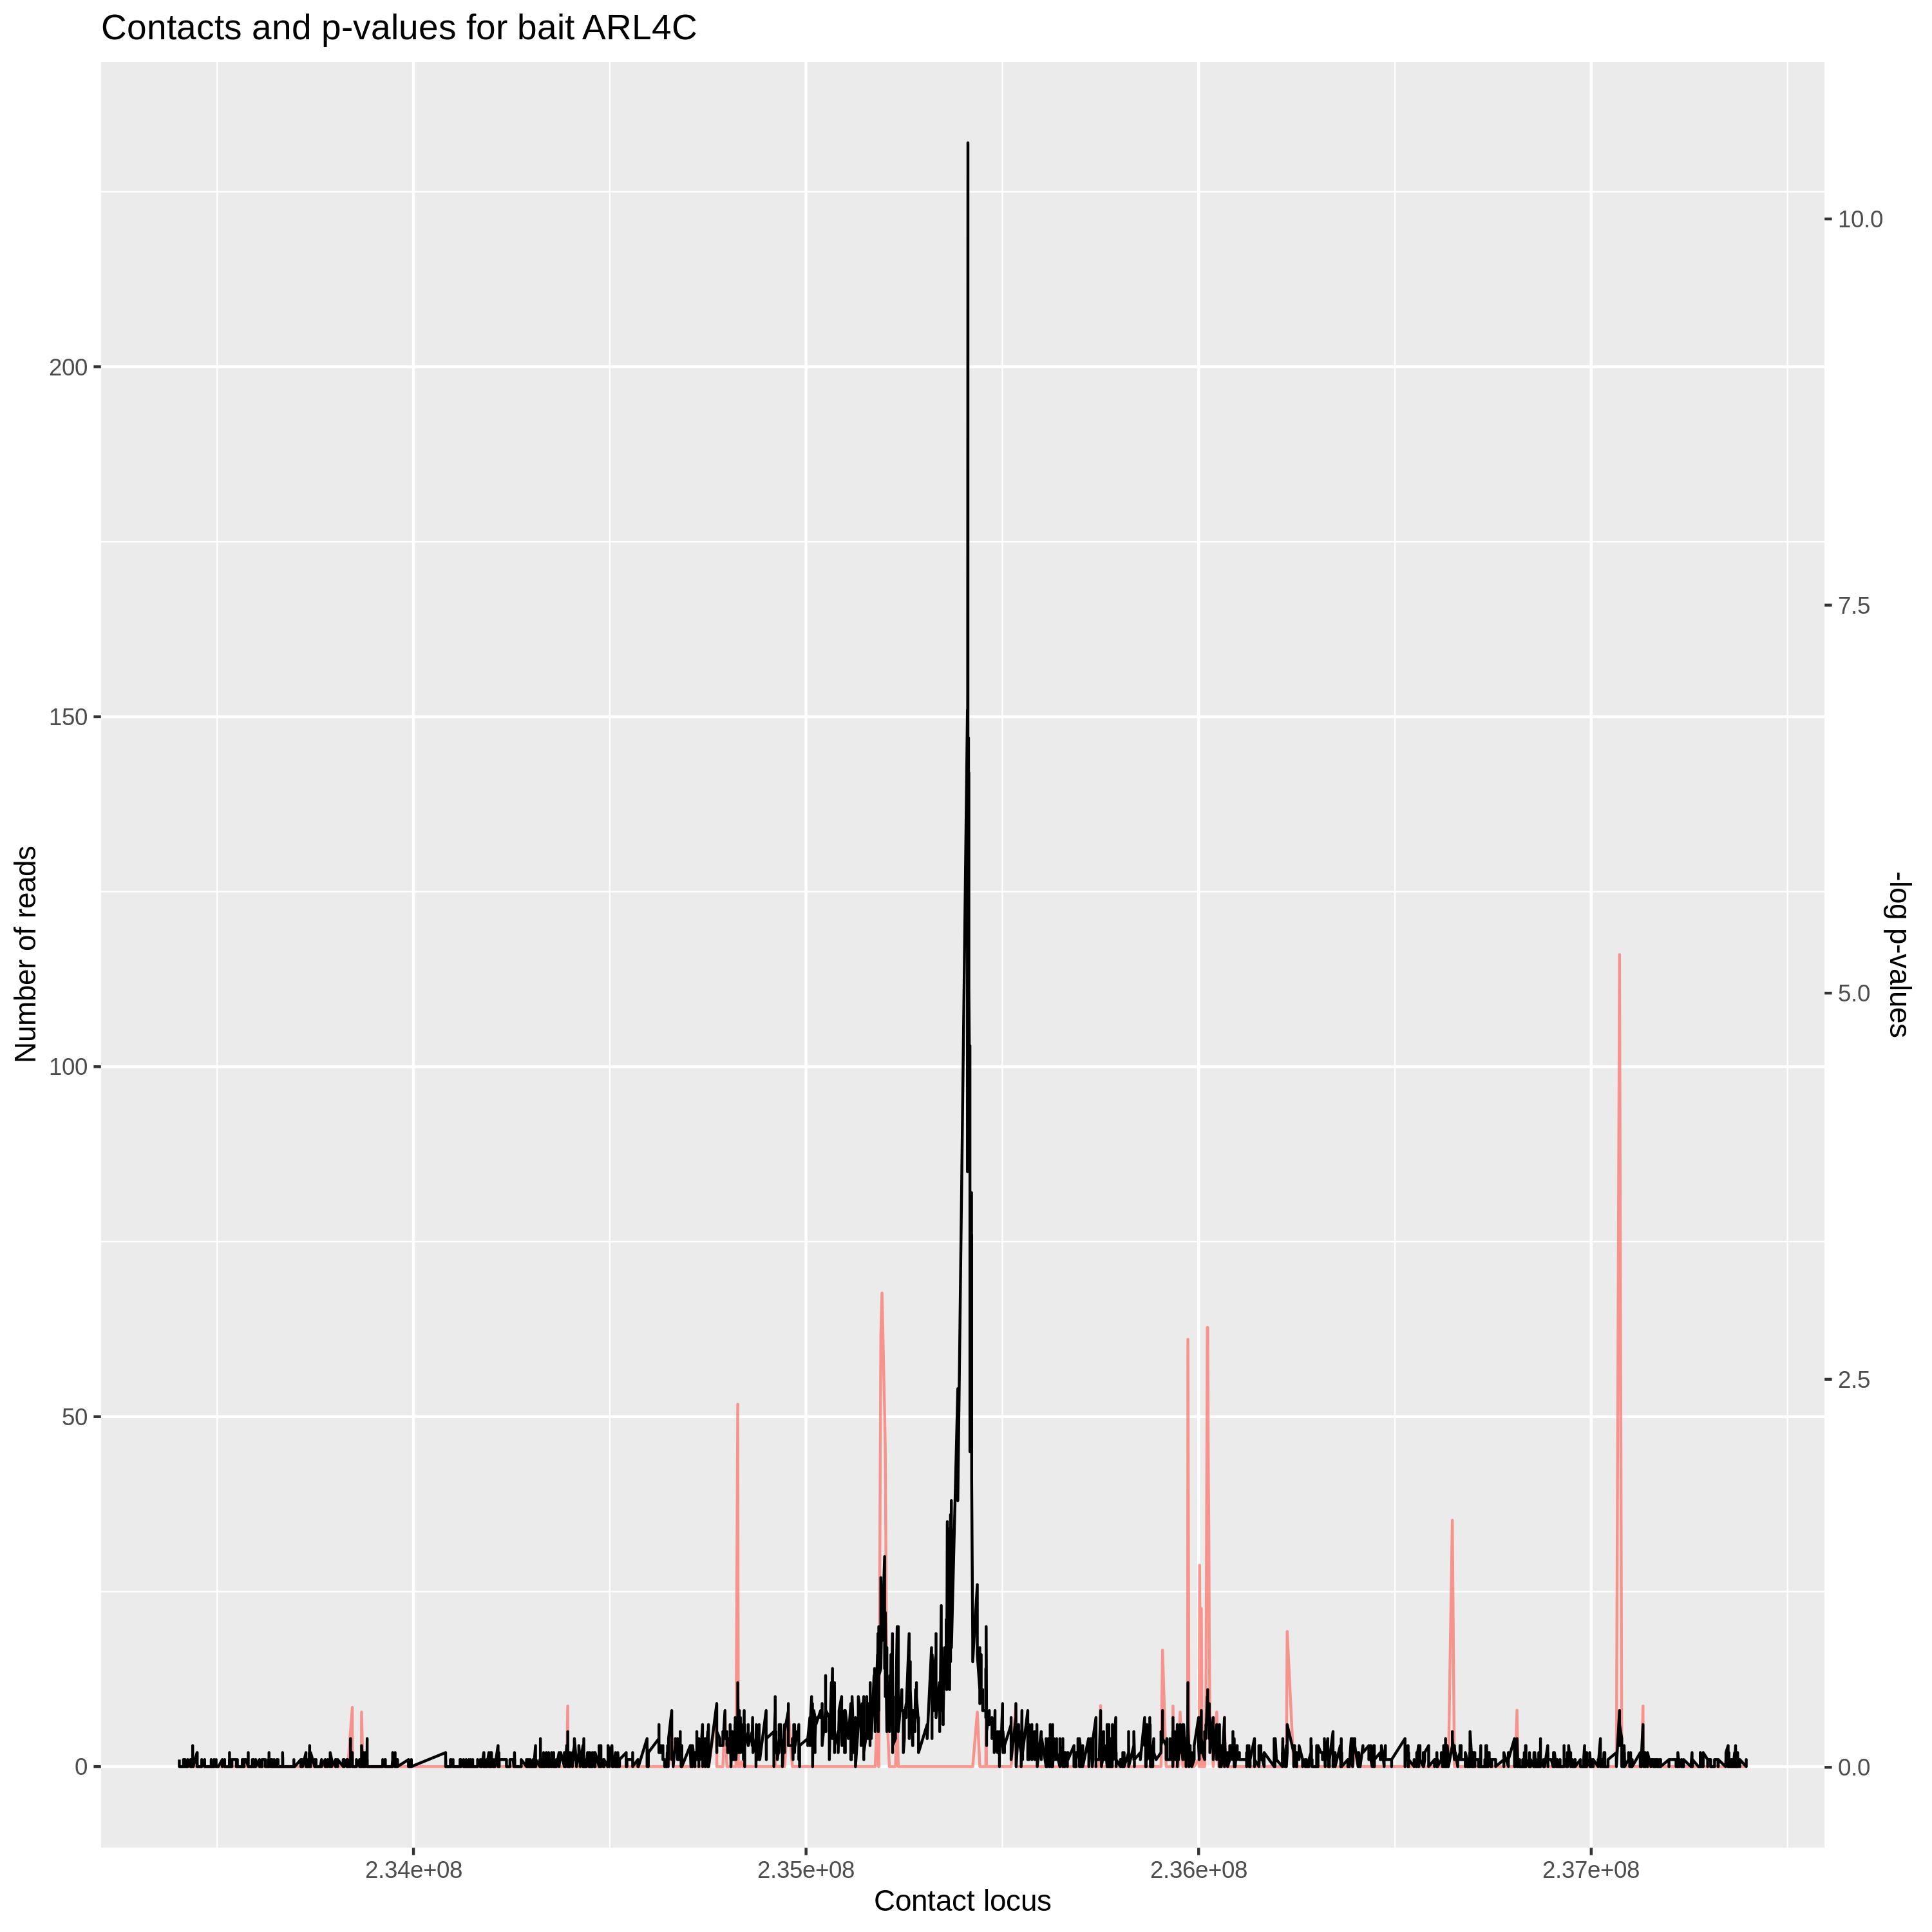 Contacts and p-values for bait ARL4C
200
150
100
50
0
Number of reads
10.0
7.5
5.0
2.5
0.0
-log p-values
2.34e+08
2.35e+08
2.36e+08
2.37e+08
Contact locus